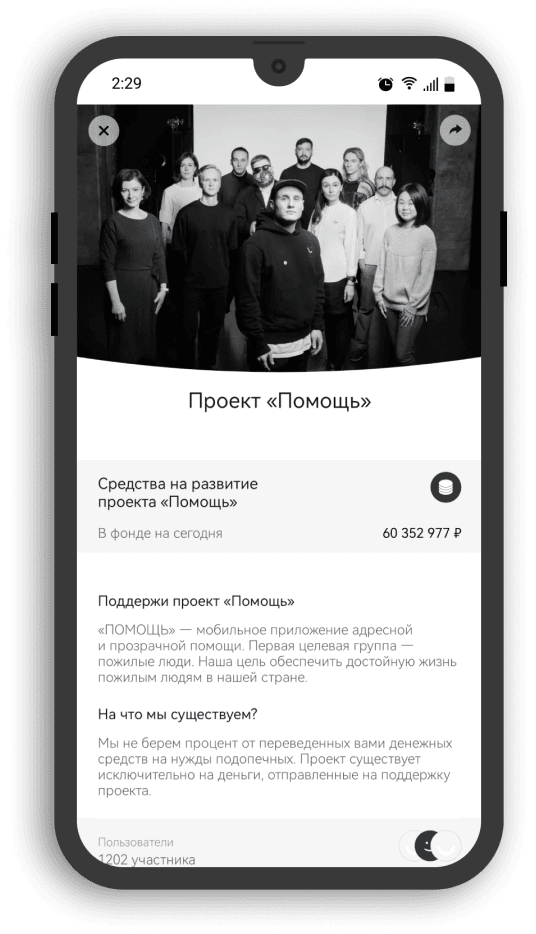 2:29
Проект «Помощь»
Средства на развитие
проекта «Помощь»
В фонде на сегодня 60 352 977 ₽
Поддержи проект «Помощь»
«ПОМОЩЬ» — мобильное приложение адресной
и прозрачной помощи. Первая целевая группа —
пожилые люди. Наша цель обеспечить достойную жизнь
пожилым людям в нашей стране.
На что мы существуем?
Мы не берем процент от переведенных вами денежных
средств на нужды подопечных. Проект существует
исключительно на деньги, отправленные на поддержку
проекта.
Пользователи
1202 участника